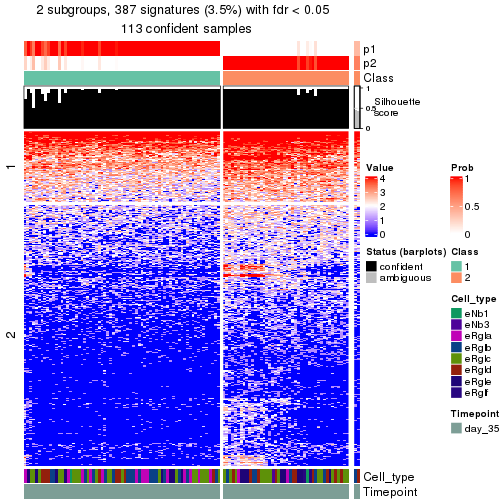 2 subgroups, 387 signatures (3.5%) with fdr < 0.05
113 confident samples
p1
p2
Class
1
0.5
0
Silhouette
score
1
2
Value
4
3
2
1
0
Prob
1
0.5
0
Status (barplots)
confident
ambiguous
Class
1
2
Cell_type
eNb1
eNb3
eRgla
eRglb
eRglc
eRgld
eRgle
eRglf
Timepoint
day_35
Cell_type
Timepoint